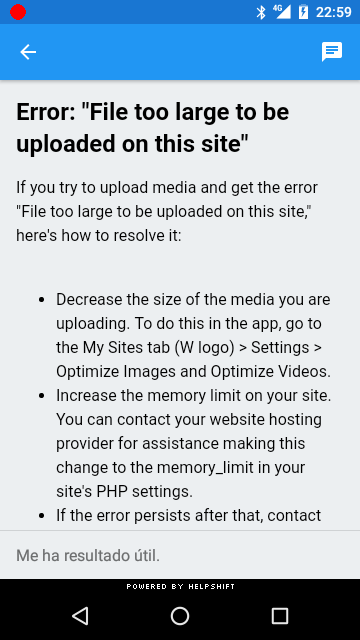 4G 22:59
Error: "File too large to be
uploaded on this site"
If you try to upload media and get the error
"File too large to be uploaded on this site,"
here's how to resolve it:
• Decrease the size of the media you are
uploading. To do this in the app, go to
the My Sites tab (W logo) > Settings >
Optimize Images and Optimize Videos.
• Increase the memory limit on your site.
You can contact your website hosting
provider for assistance making this
change to the memory_limit in your
site's PHP settings.
• If the error persists after that, contact
Me ha resultado útil.
POWERED BY HELPSHIFT